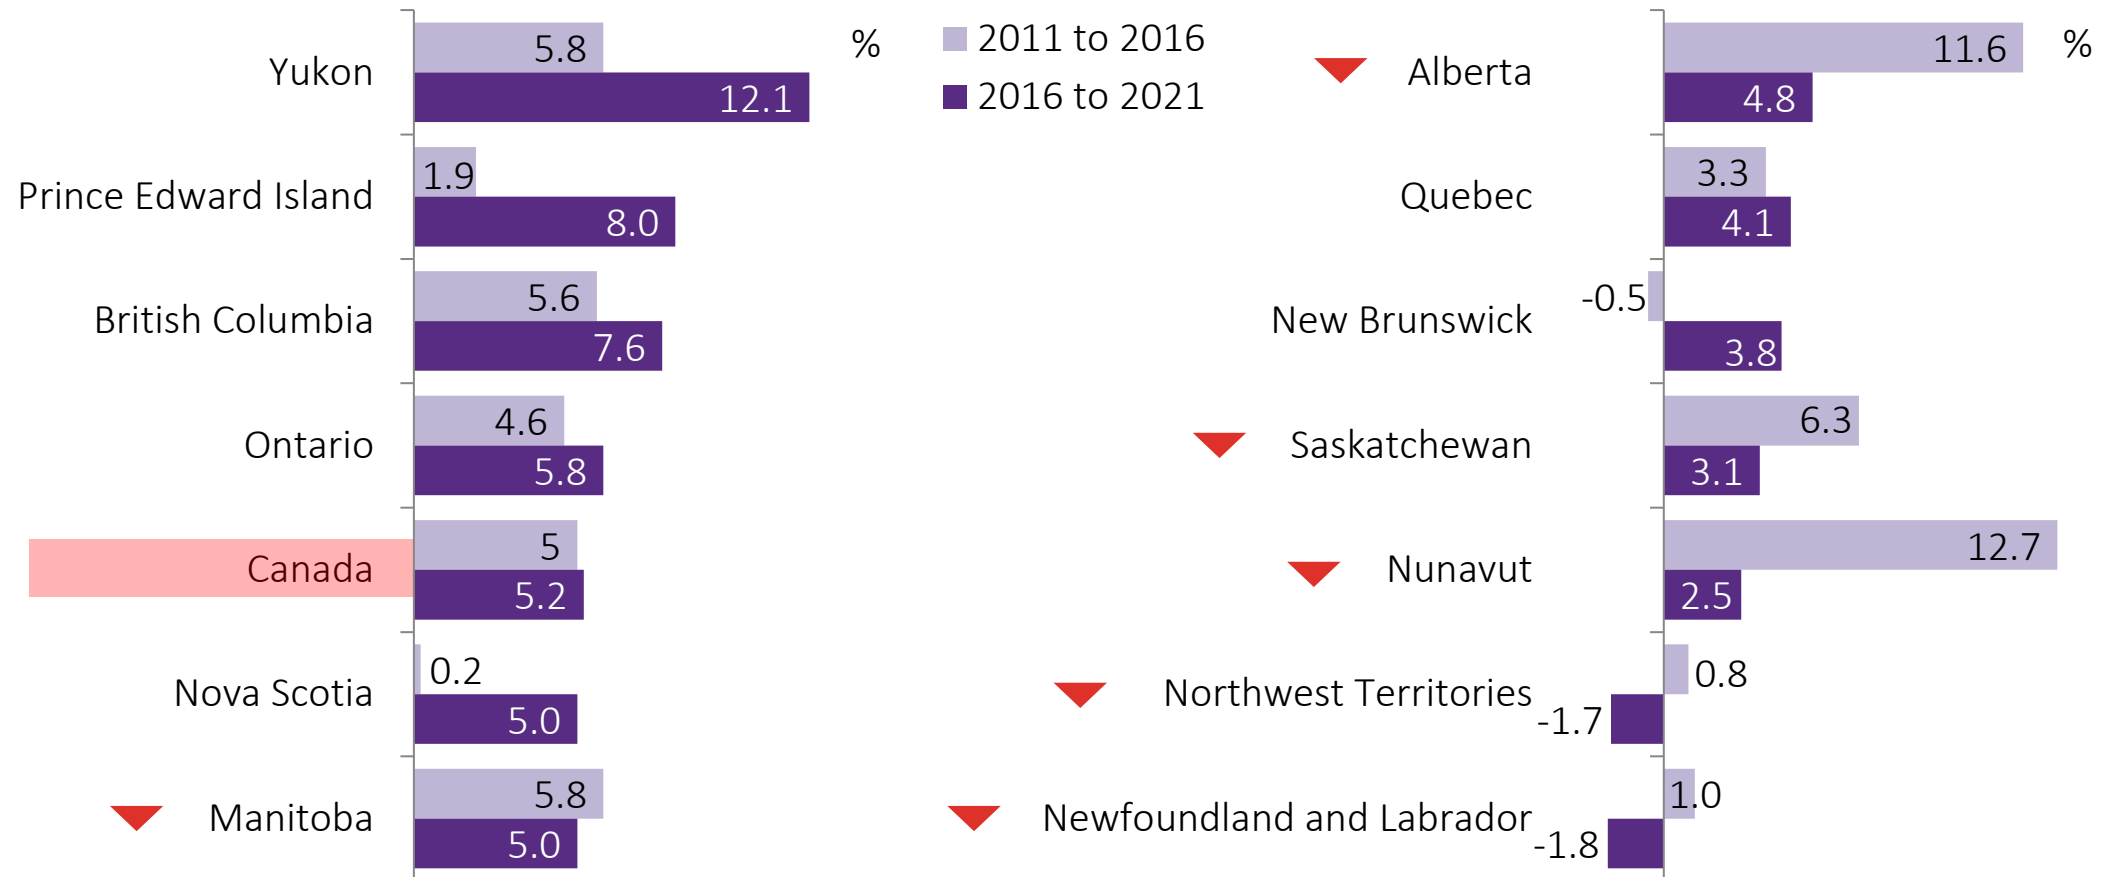 %
2011 to 2016
2016 to 2021
Yukon
5.8
12.1
Prince Edward Island
1.9
8.0
British Columbia
5.6
7.6
Ontario
4.6
5.8
Canada
5
5.2
Nova Scotia
0.2
5.0
Manitoba
5.8
5.0
%
Alberta
11.6
4.8
Quebec
3.3
4.1
New Brunswick
-0.5
3.8
Saskatchewan
6.3
3.1
Nunavut
12.7
2.5
Northwest Territories
0.8
-1.7
Newfoundland and Labrador
1.0
-1.8